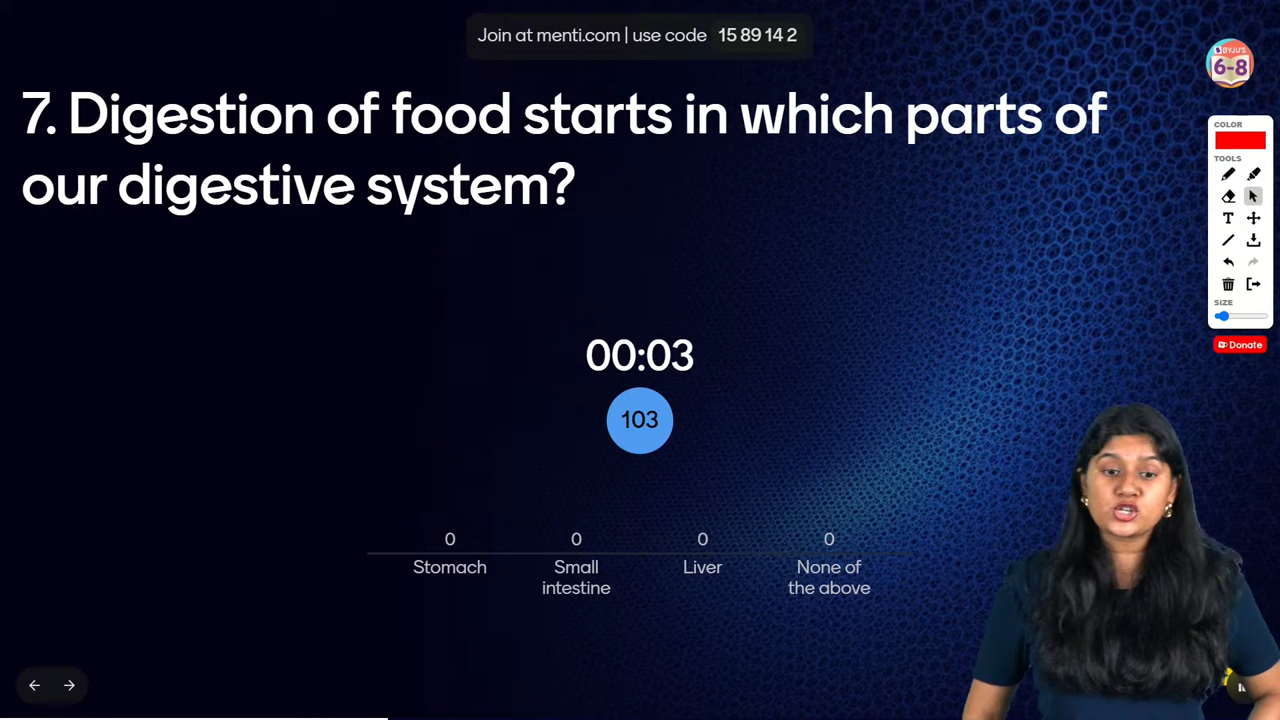 Join at menti.com | use code 15 89 14 2
BYJU'S
6-8
7. Digestion of food starts in which parts of
our digestive system?
COLOR
TOOLS
T
SIZE
Donate
00:03
103
0 0 0 0
Stomach Small intestine Liver None of the above